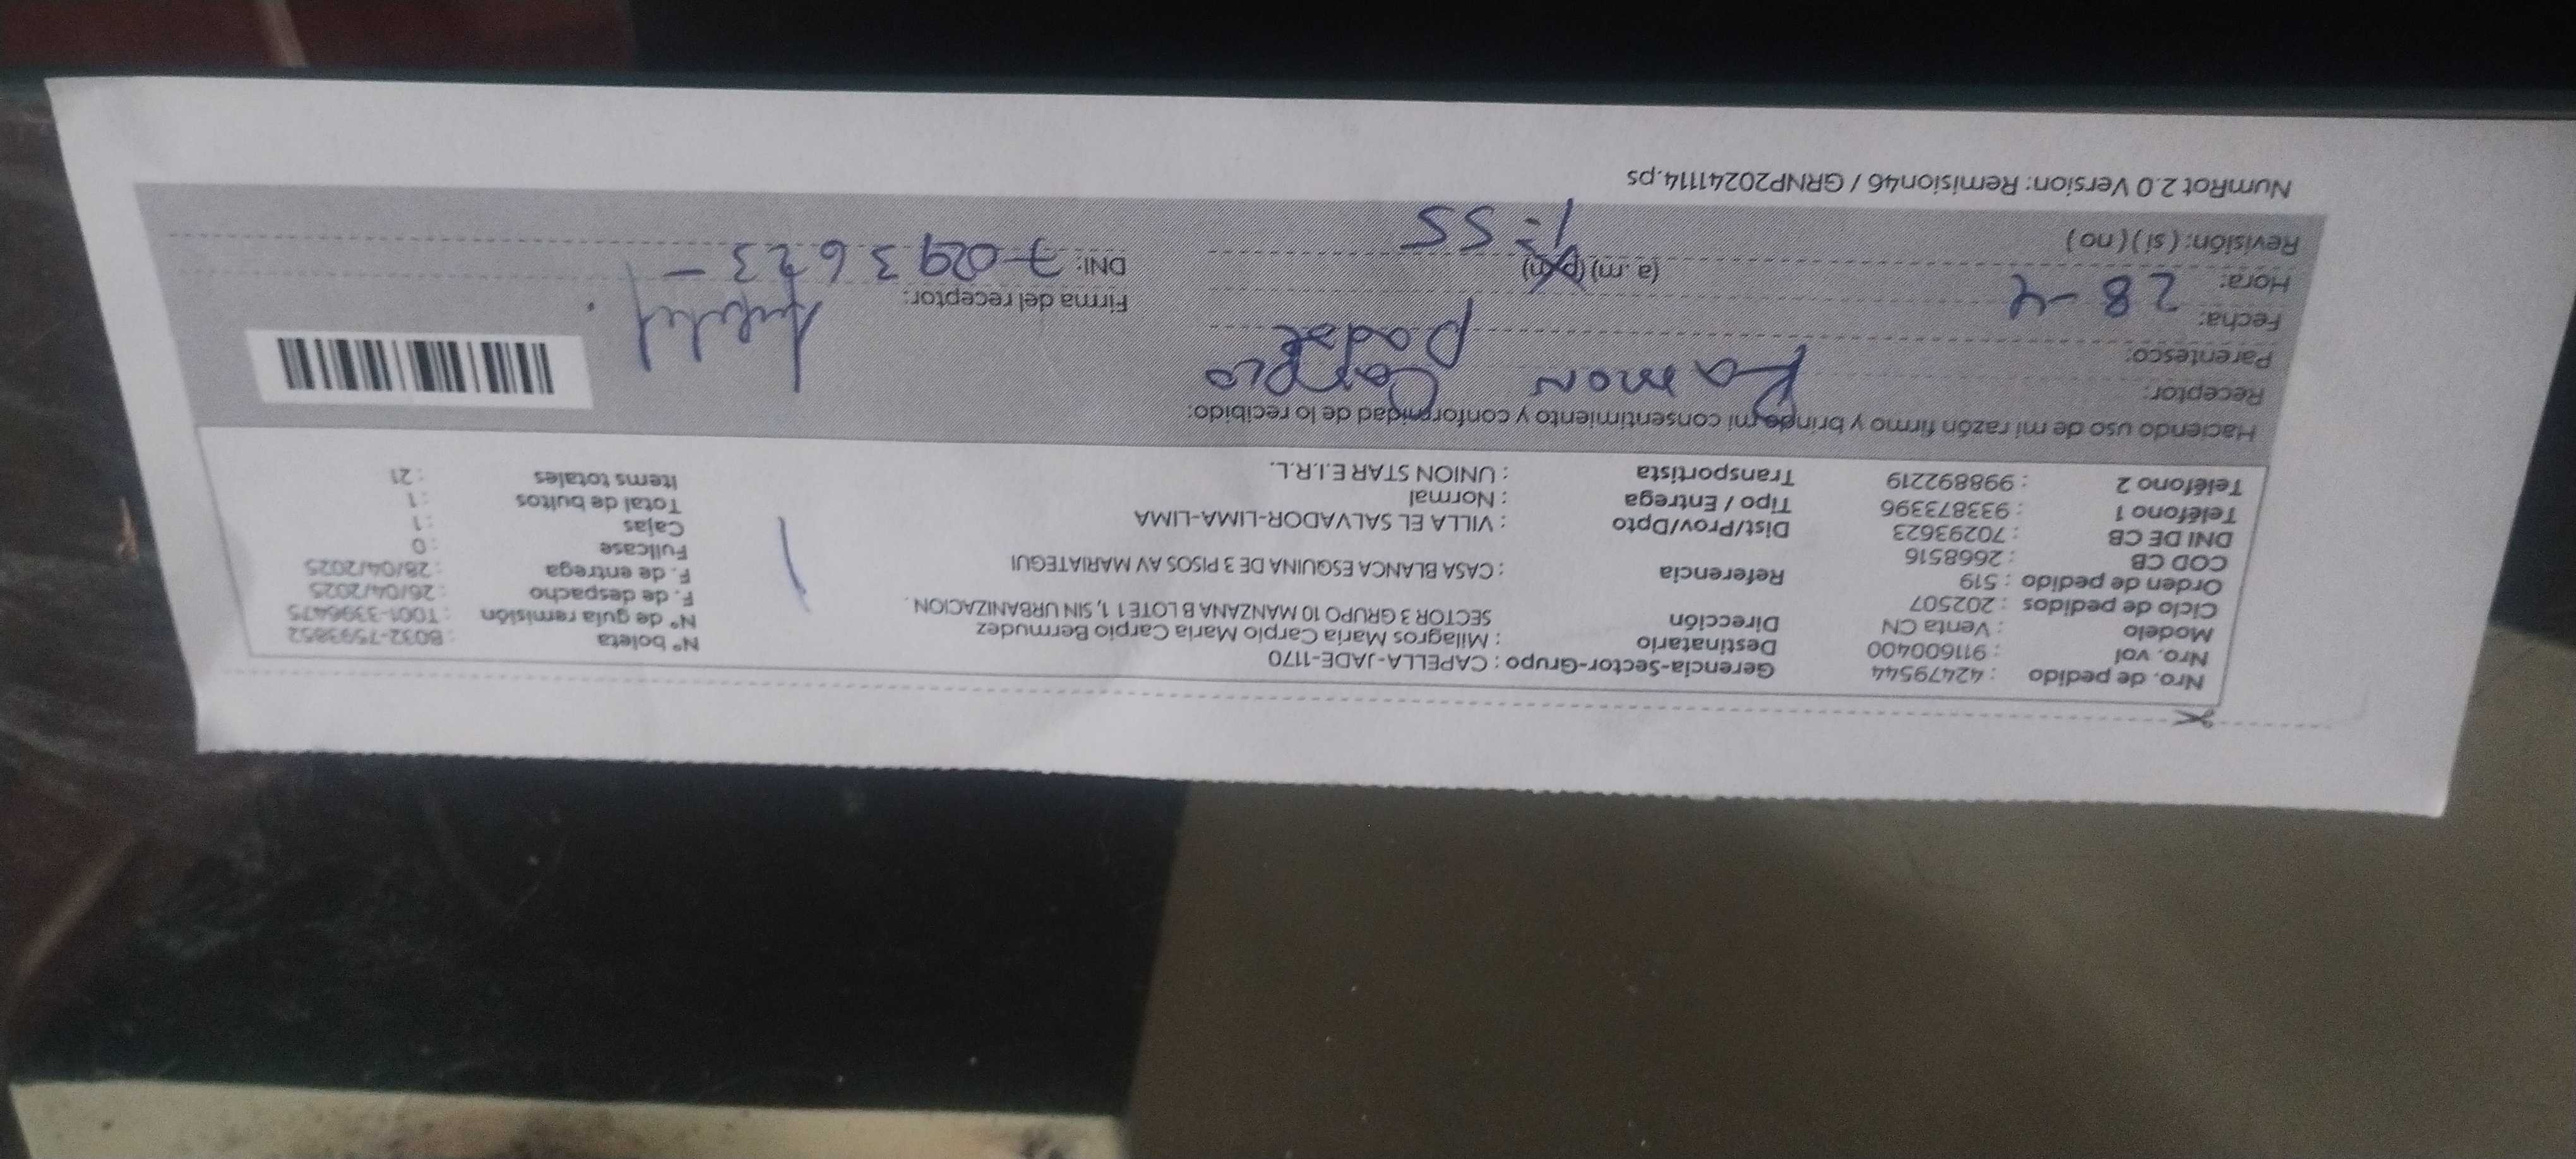 Nro. de pedido : 42479544 Gerencia-Sector-Grupo : CAPELLA-JADE-1170 N° boleta : B032-7593852
Nro. vol : 911600400 Destinatario : Milagros Maria Carpio Maria Carpio Bermudez N° de guía remisión : T001-3396475
Modelo : Venta CN Dirección SECTOR 3 GRUPO 10 MANZANA B LOTE 1 1, SIN URBANIZACION. F. de despacho : 26/04/2025
Ciclo de pedidos : 202507 F. de entrega : 28/04/2025
Orden de pedido : 519 Referencia : CASA BLANCA ESQUINA DE 3 PISOS AV MARIATEGUI Fullcase : 0
COD CB : 2668516 Cajas : 1
DNI DE CB : 70293623 Dist/Prov/Dpto : VILLA EL SALVADOR-LIMA-LIMA Total de bultos : 1
Teléfono 1 : 933873396 Tipo / Entrega : Normal Items totales : 21
Teléfono 2 : 998892219 Transportista : UNION STAR E.I.R.L.
Haciendo uso de mi razón firmo y brindo mi consentimiento y conformidad de lo recibido:
Receptor: Ramon Carpio
Parentesco: Padre
Fecha: 28-4 Firma del receptor:
Hora: (a.m) (p.m) 1:55 DNI: 70293623
Revisión: ( si ) ( no )
NumRot 2.0 Version: Remision46 / GRNP20241114.ps